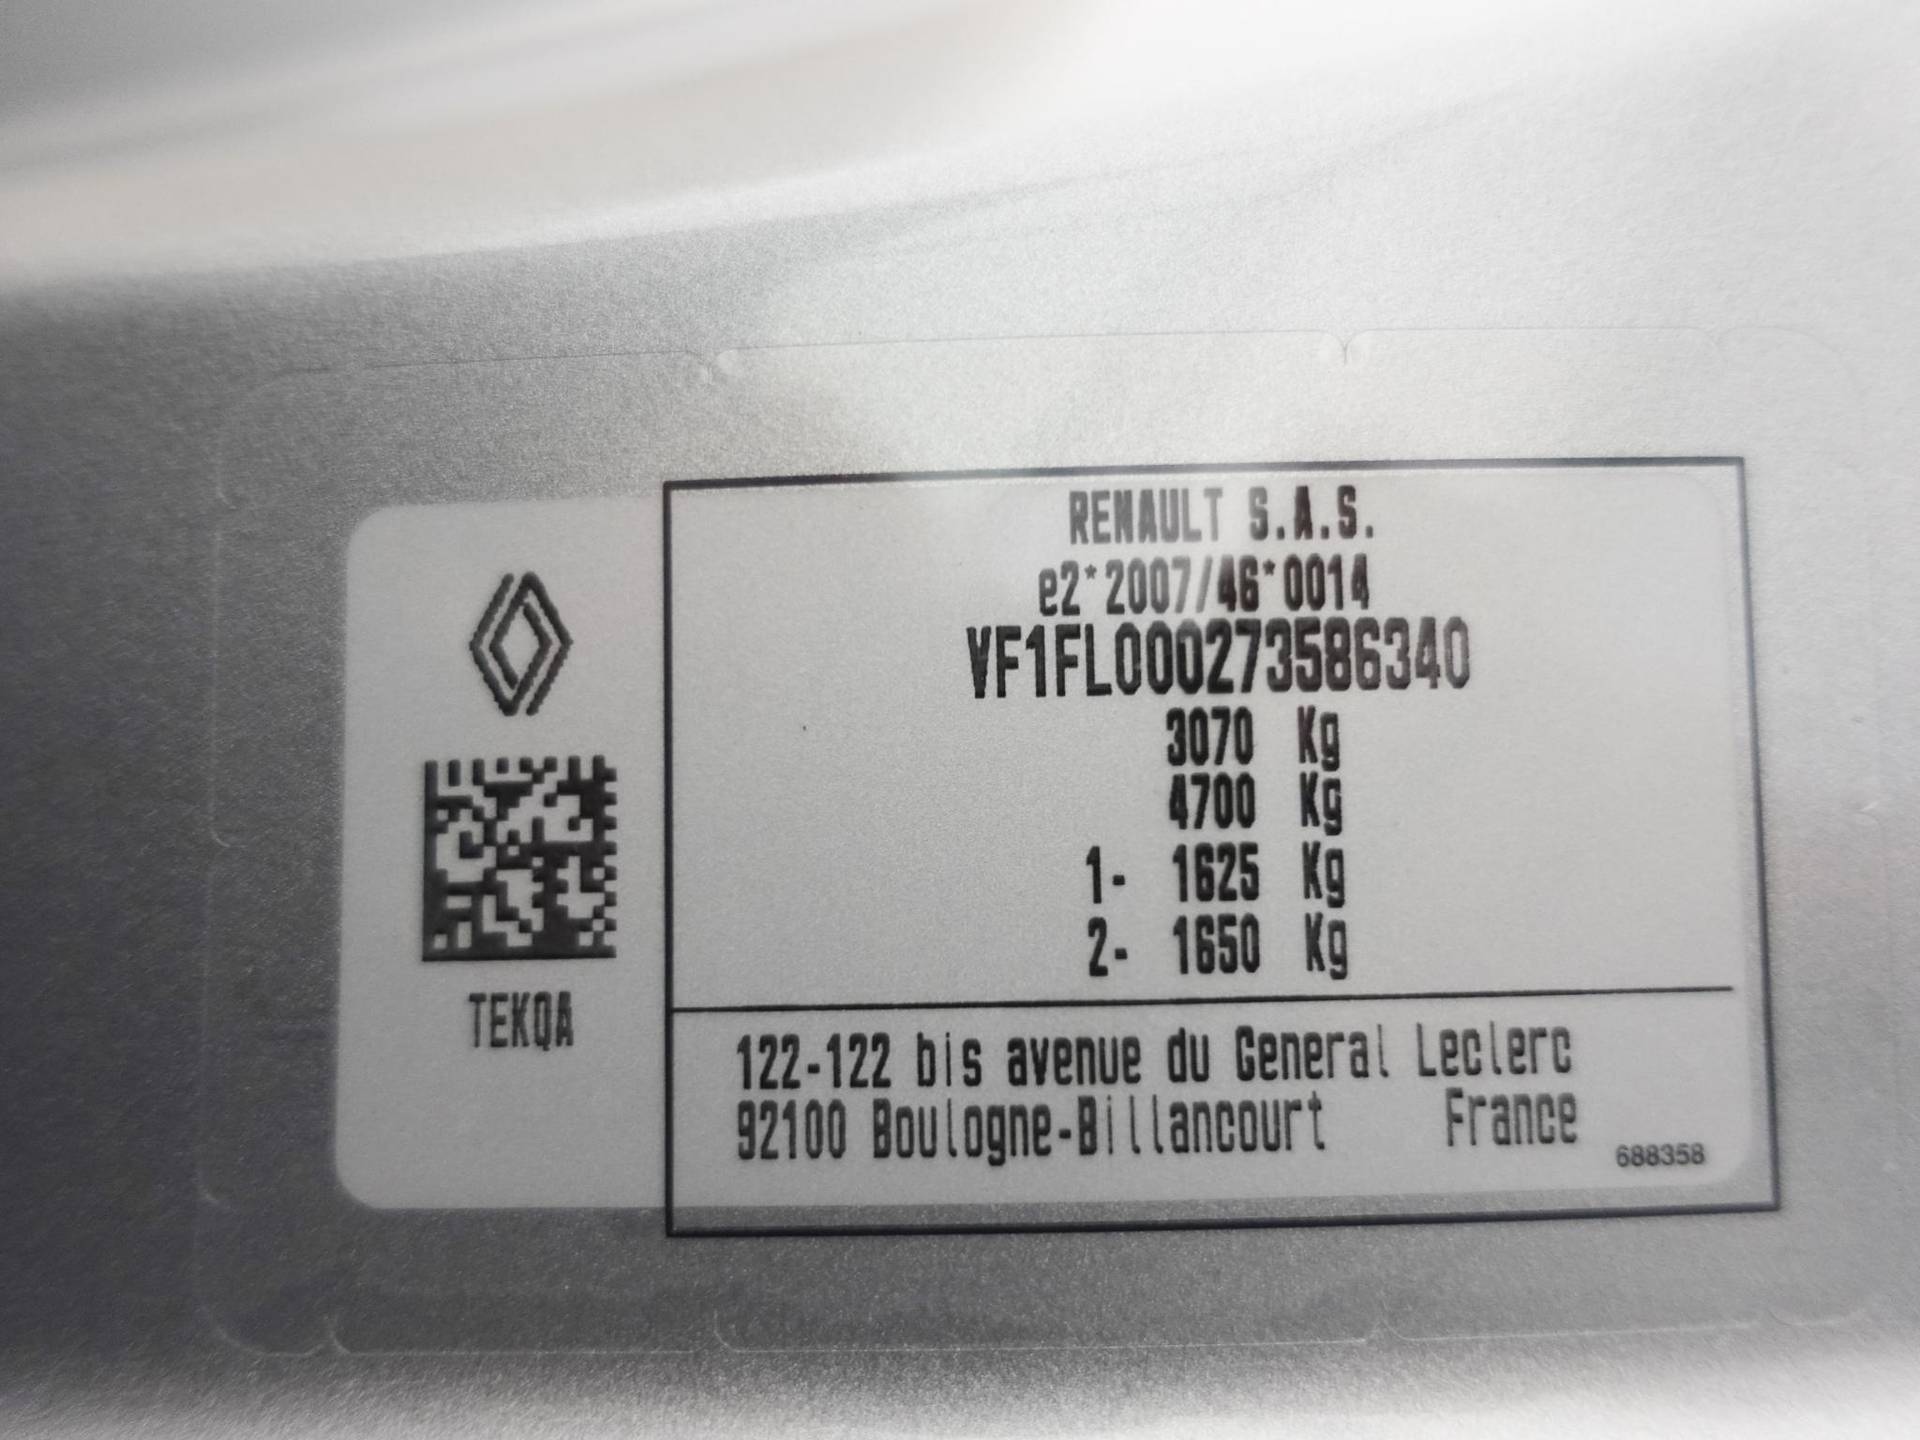 RENAULT S.A.S.
e2*2007/46*0014
VF1FL000273586340
3070 Kg
4700 Kg
1- 1625 Kg
2- 1650 Kg
TEKQA
122-122 bis avenue du General Leclerc
92100 Boulogne-Billancourt France
688358